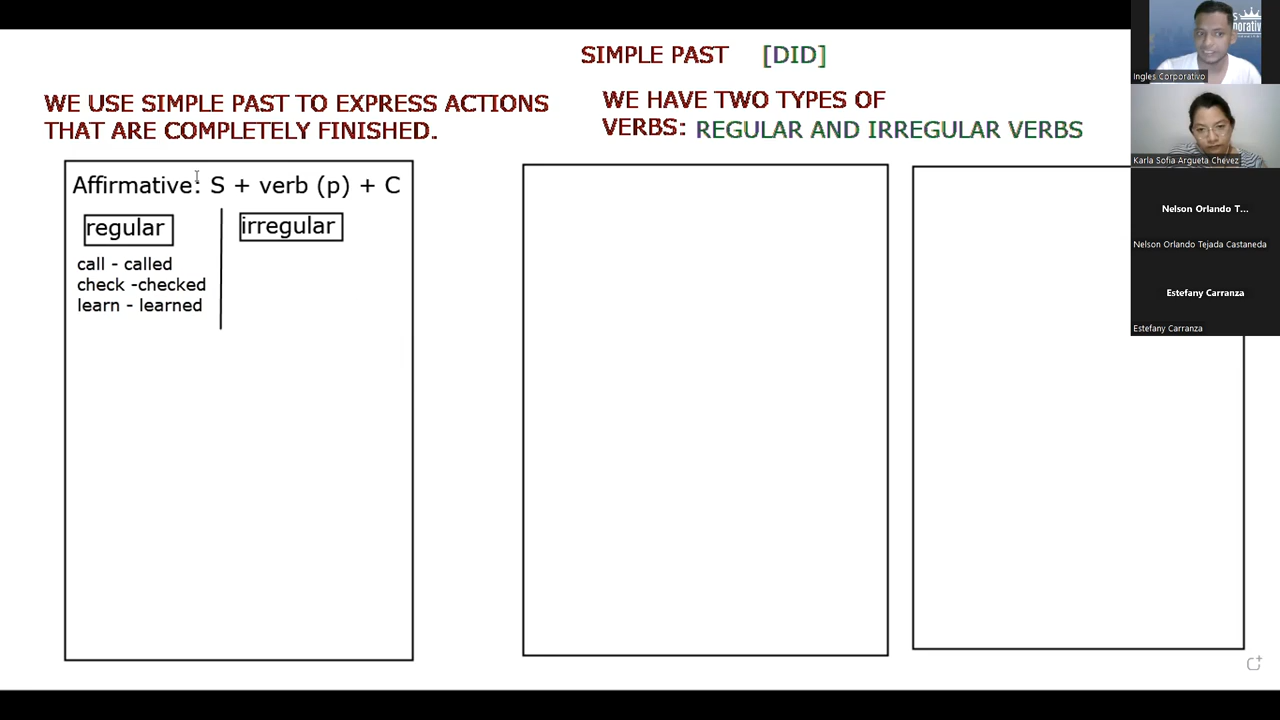 SIMPLE PAST [DID]
WE USE SIMPLE PAST TO EXPRESS ACTIONS
THAT ARE COMPLETELY FINISHED.
WE HAVE TWO TYPES OF
VERBS: REGULAR AND IRREGULAR VERBS
Affirmative: S + verb (p) + C
regular
irregular
call - called
check -checked
learn - learned
Ingles Corporativo
Karla Sofia Argueta Chevez
Nelson Orlando T...
Nelson Orlando Tejada Castaneda
Estefany Carranza
Estefany Carranza